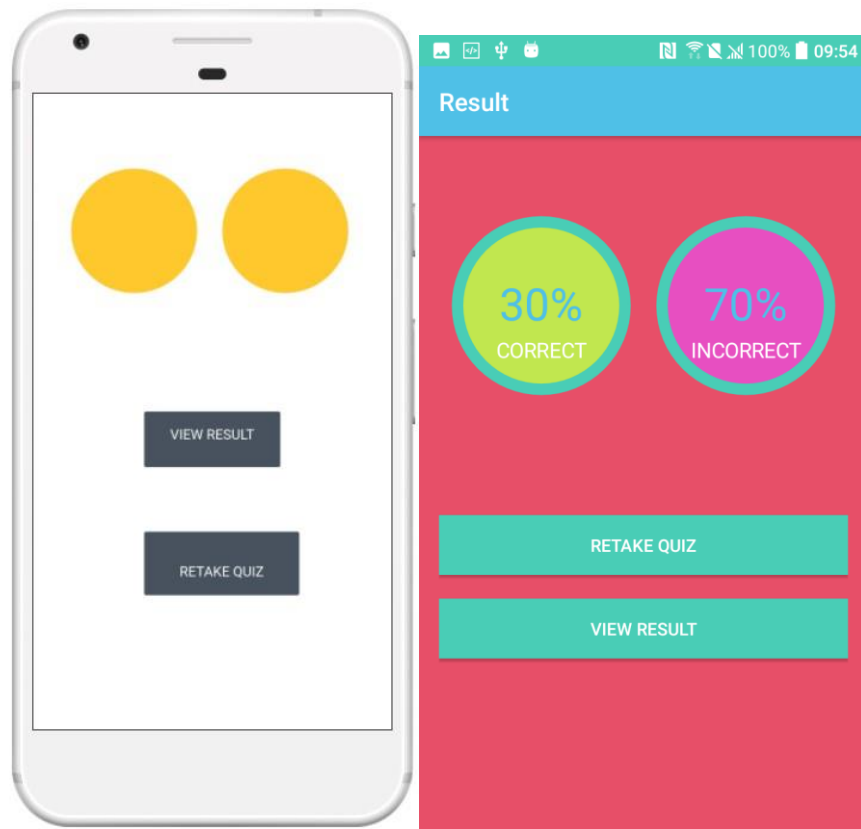 VIEW RESULT
RETAKE QUIZ
100% 09:54
Result
30%
CORRECT
70%
INCORRECT
RETAKE QUIZ
VIEW RESULT